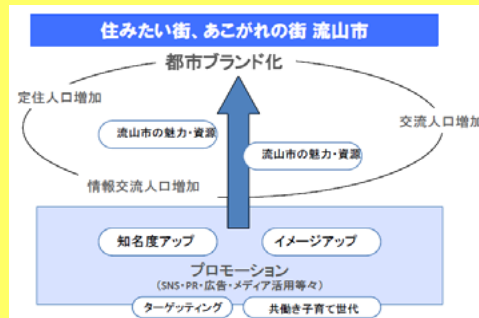 住みたい街、あこがれの街 流山市
都市ブランド化
定住人口増加
交流人口増加
流山市の魅力・資源
流山市の魅力・資源
情報交流人口増加
知名度アップ
イメージアップ
プロモーション
(SNS・PR・広告・メディア活用等々)
ターゲッティング
共働き子育て世代